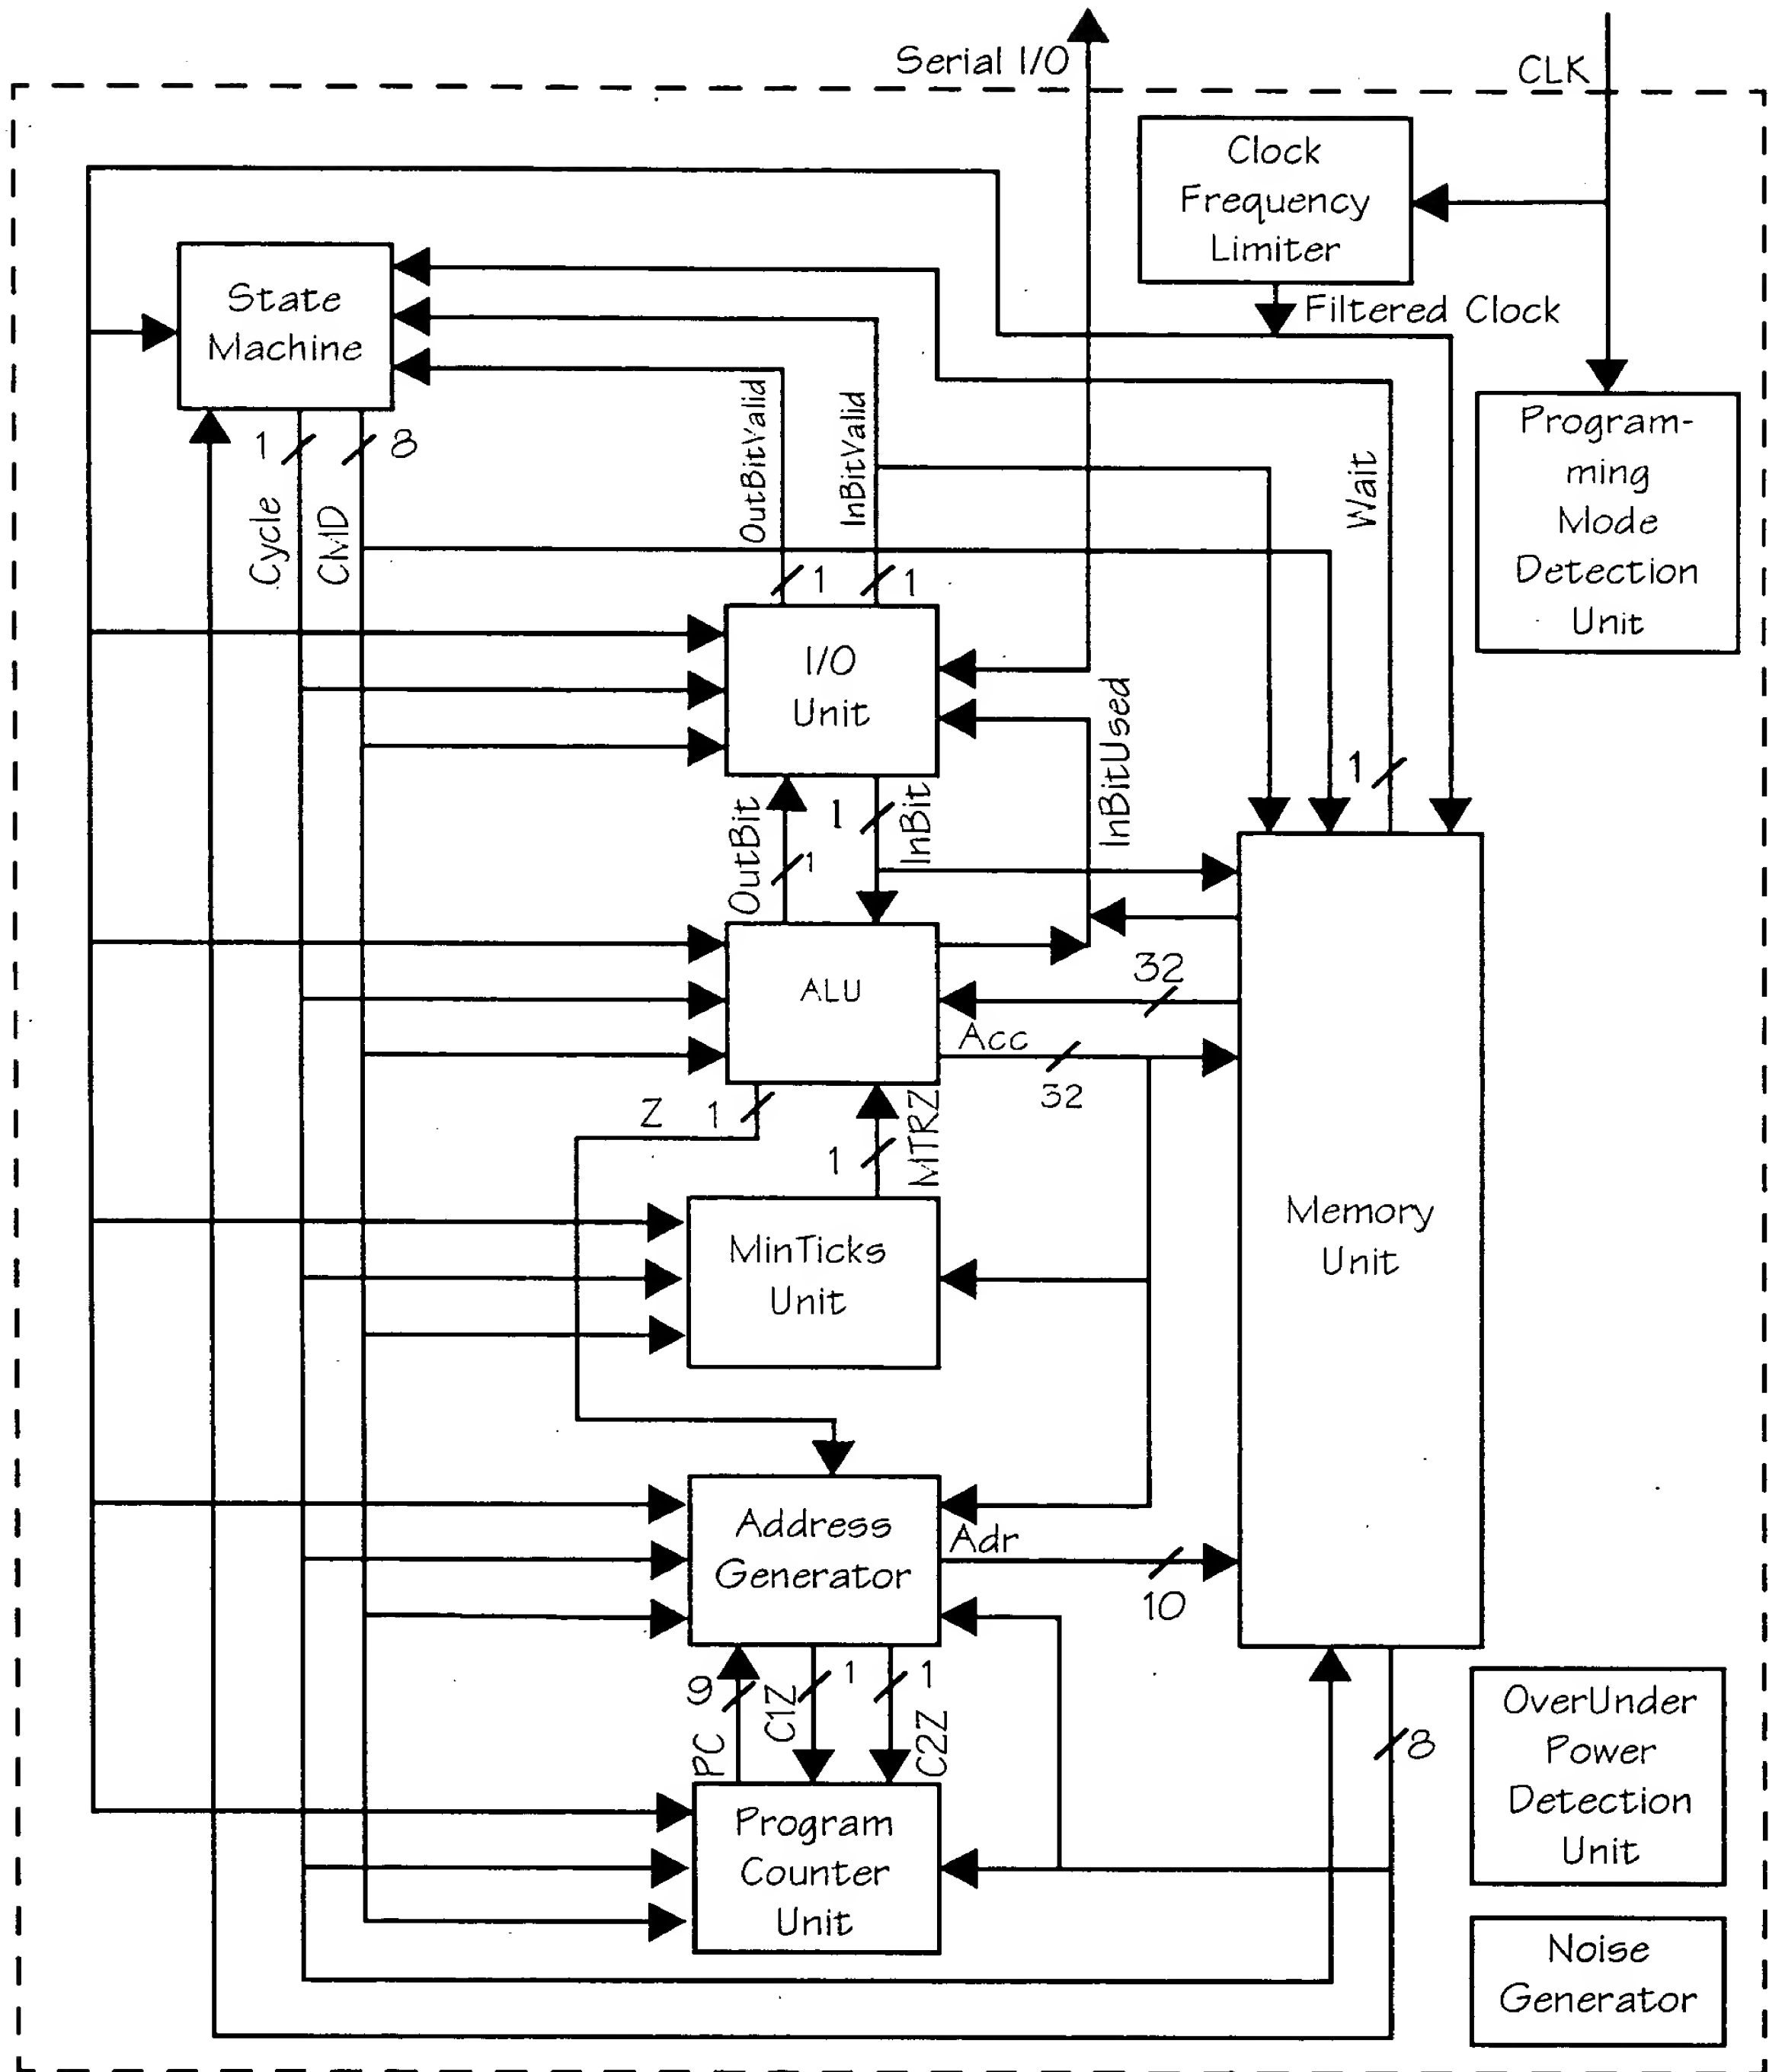 Serial I/O
CLK
Clock
Frequency
Limiter
Filtered Clock
State
Machine
Program-
ming
Mode
Detection
Unit
1
8
Cycle
CMD
OutBitValid
InBitValid
Wait
1
1
1
I/O
Unit
InBitUsed
OutBit
1
1
InBit
ALU
32
Acc
32
Z
1
1
MTRZ
MinTicks
Unit
Memory
Unit
Address
Generator
Adr
10
9
PC
C1Z
1
1
C2Z
8
Program
Counter
Unit
OverUnder
Power
Detection
Unit
Noise
Generator